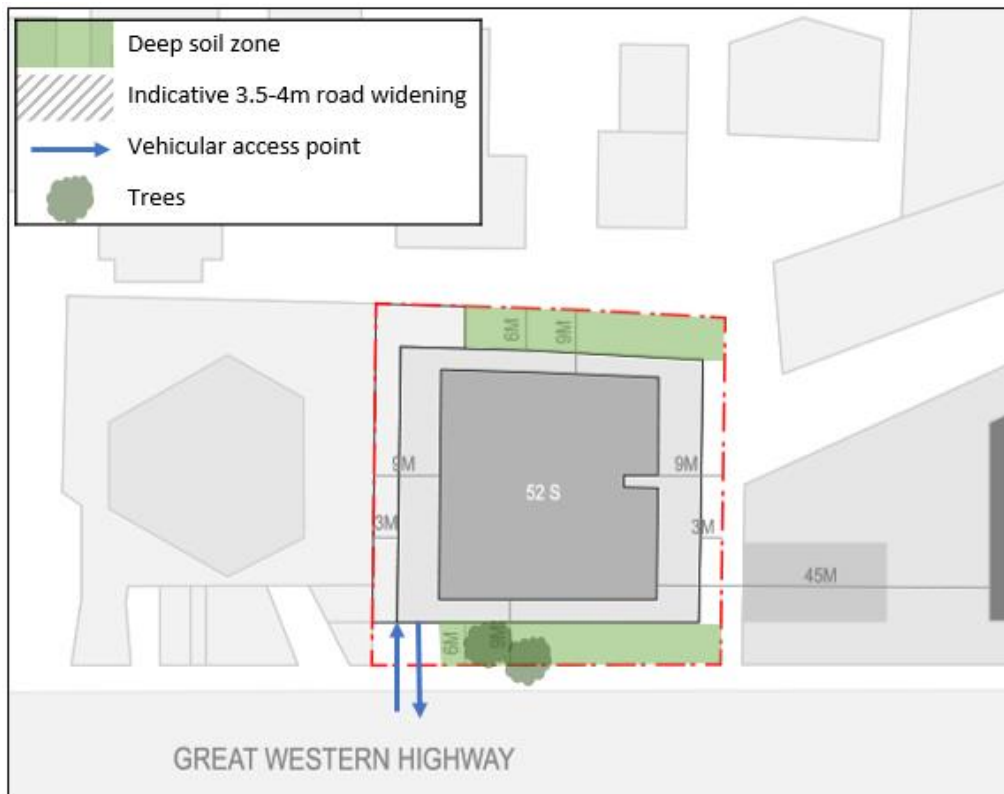 Deep soil zone
Indicative 3.5-4m road widening
Vehicular access point
Trees
6M
9M
9M
9M
52 S
3M
3M
45M
6M
9M
GREAT WESTERN HIGHWAY